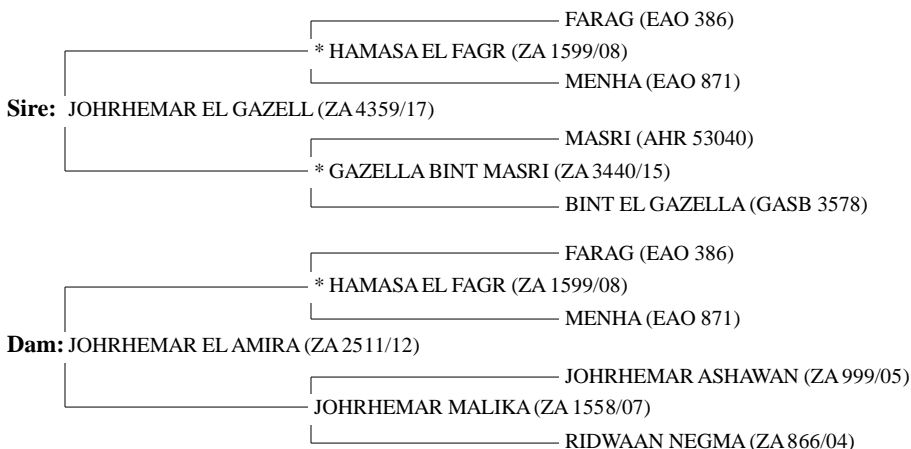 FARAG (EAO 386)
* HAMASA EL FAGR (ZA 1599/08)
MENHA (EAO 871)
Sire: JOHRHEMAR EL GAZELL (ZA 4359/17)
MASRI (AHR 53040)
* GAZELLA BINT MASRI (ZA 3440/15)
BINT EL GAZELLA (GASB 3578)
FARAG (EAO 386)
* HAMASA EL FAGR (ZA 1599/08)
MENHA (EAO 871)
Dam: JOHRHEMAR EL AMIRA (ZA 2511/12)
JOHRHEMAR ASHAWAN (ZA 999/05)
JOHRHEMAR MALIKA (ZA 1558/07)
RIDWAAN NEGMA (ZA 866/04)